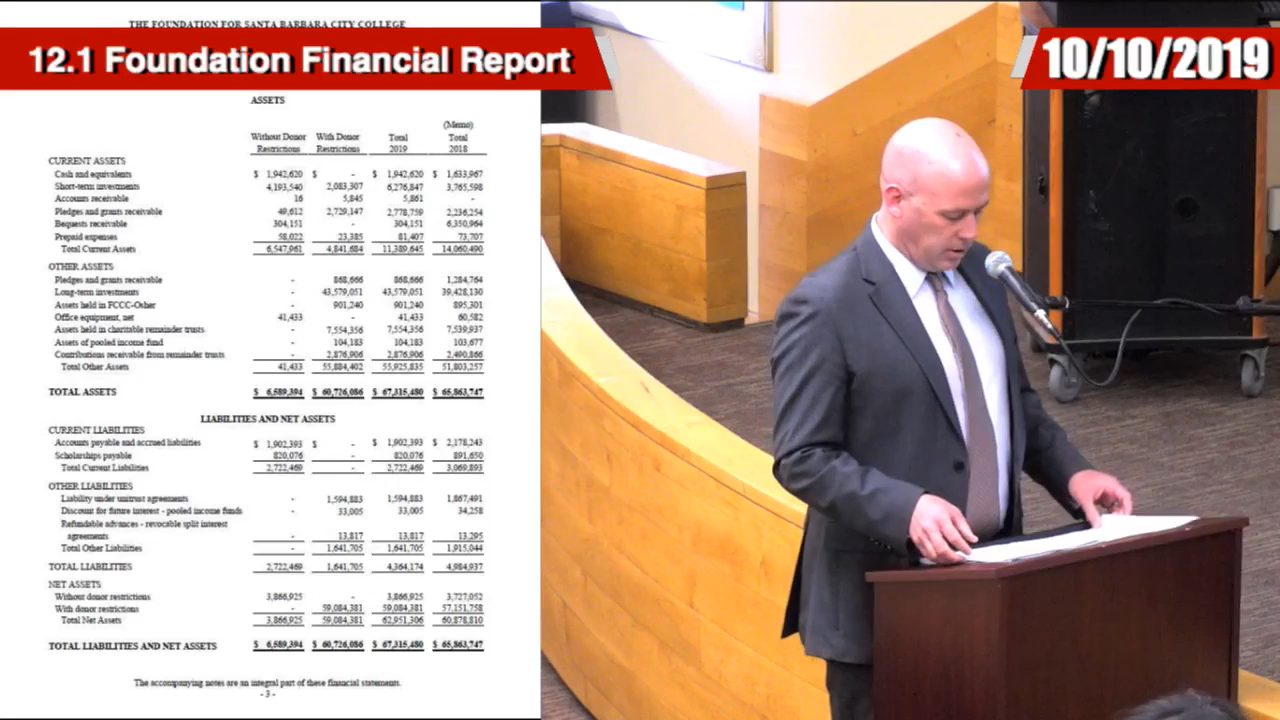 THE FOUNDATION FOR SANTA BARBARA CITY COLLEGE
12.1 Foundation Financial Report
10/10/2019
ASSETS
(Memo)
Without Donor With Donor Total Total
Restrictions Restrictions 2019 2018
CURRENT ASSETS
Cash and equivalents $ 1,942,620 $ - $ 1,942,620 $ 1,633,967
Short-term investments 4,193,540 2,083,307 6,276,847 3,765,598
Accounts receivable 16 5,845 5,861 -
Pledges and grants receivable 49,612 2,729,147 2,778,759 2,236,254
Bequests receivable 304,151 - 304,151 6,350,964
Prepaid expenses 58,022 23,385 81,407 73,707
Total Current Assets 6,547,961 4,841,684 11,389,645 14,060,490
OTHER ASSETS
Pledges and grants receivable - 868,666 868,666 1,284,764
Long-term investments - 43,579,051 43,579,051 39,428,130
Assets held in FCCC-Osher - 901,240 901,240 895,301
Office equipment, net 41,433 - 41,433 60,582
Assets held in charitable remainder trusts - 7,554,356 7,554,356 7,539,937
Assets of pooled income fund - 104,183 104,183 103,677
Contributions receivable from remainder trusts - 2,876,906 2,876,906 2,490,866
Total Other Assets 41,433 55,884,402 55,925,835 51,803,257
TOTAL ASSETS $ 6,589,394 $ 60,726,086 $ 67,315,480 $ 65,863,747
LIABILITIES AND NET ASSETS
CURRENT LIABILITIES
Accounts payable and accrued liabilities $ 1,902,393 $ - $ 1,902,393 $ 2,178,243
Scholarships payable 820,076 - 820,076 891,650
Total Current Liabilities 2,722,469 - 2,722,469 3,069,893
OTHER LIABILITIES
Liability under unitrust agreements - 1,594,883 1,594,883 1,867,491
Discount for future interest - pooled income funds - 33,005 33,005 34,258
Refundable advances - revocable split interest
agreements - 13,817 13,817 13,295
Total Other Liabilities - 1,641,705 1,641,705 1,915,044
TOTAL LIABILITIES 2,722,469 1,641,705 4,364,174 4,984,937
NET ASSETS
Without donor restrictions 3,866,925 3,866,925 3,727,052
With donor restrictions - 59,084,381 59,084,381 57,151,758
Total Net Assets 3,866,925 59,084,381 62,951,306 60,878,810
TOTAL LIABILITIES AND NET ASSETS $ 6,589,394 $ 60,726,086 $ 67,315,480 $ 65,863,747
The accompanying notes are an integral part of these financial statements.
- 3 -